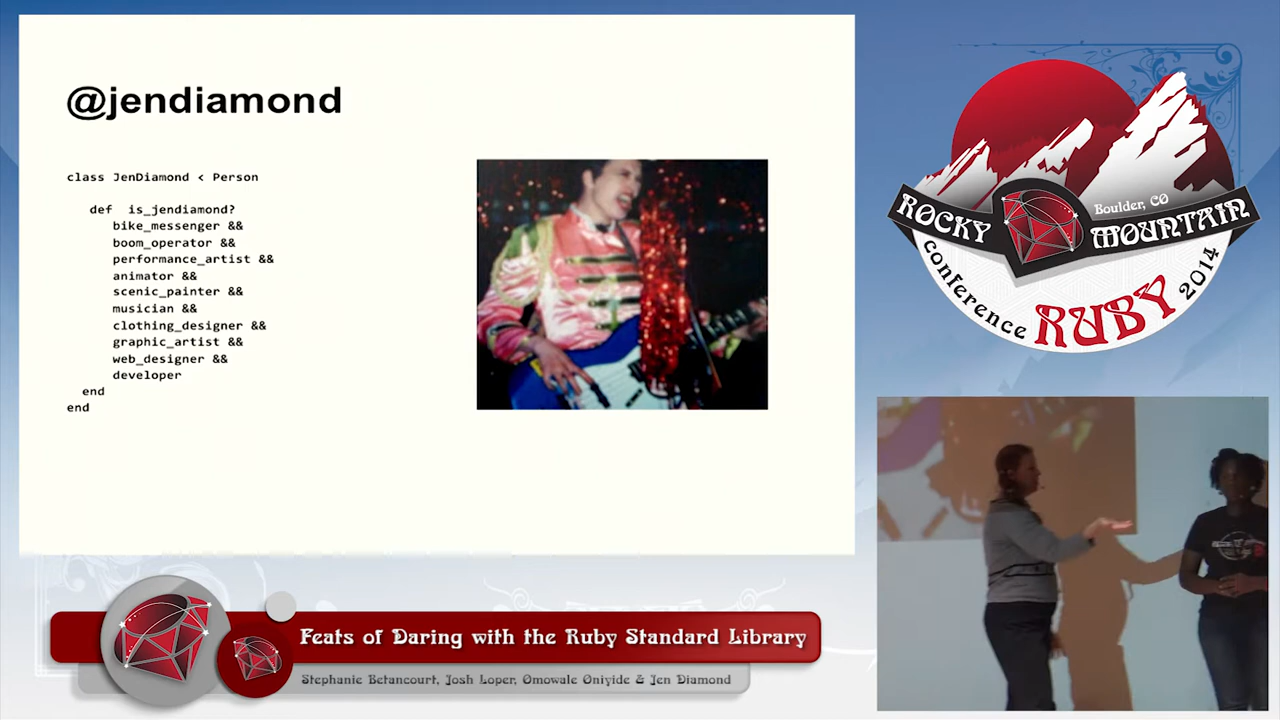 @jendiamond
class JenDiamond < Person
def is_jendiamond?
bike_messenger &&
boom_operator &&
performance_artist &&
animator &&
scenic_painter &&
musician &&
clothing_designer &&
graphic_artist &&
web_designer &&
developer
end
end
Boulder, CO
ROCKY MOUNTAIN
Conference RUBY 2014
Feats of Daring with the Ruby Standard Library
Stephanie Betancourt, Josh Loper, Omowale Oniyide & Jen Diamond